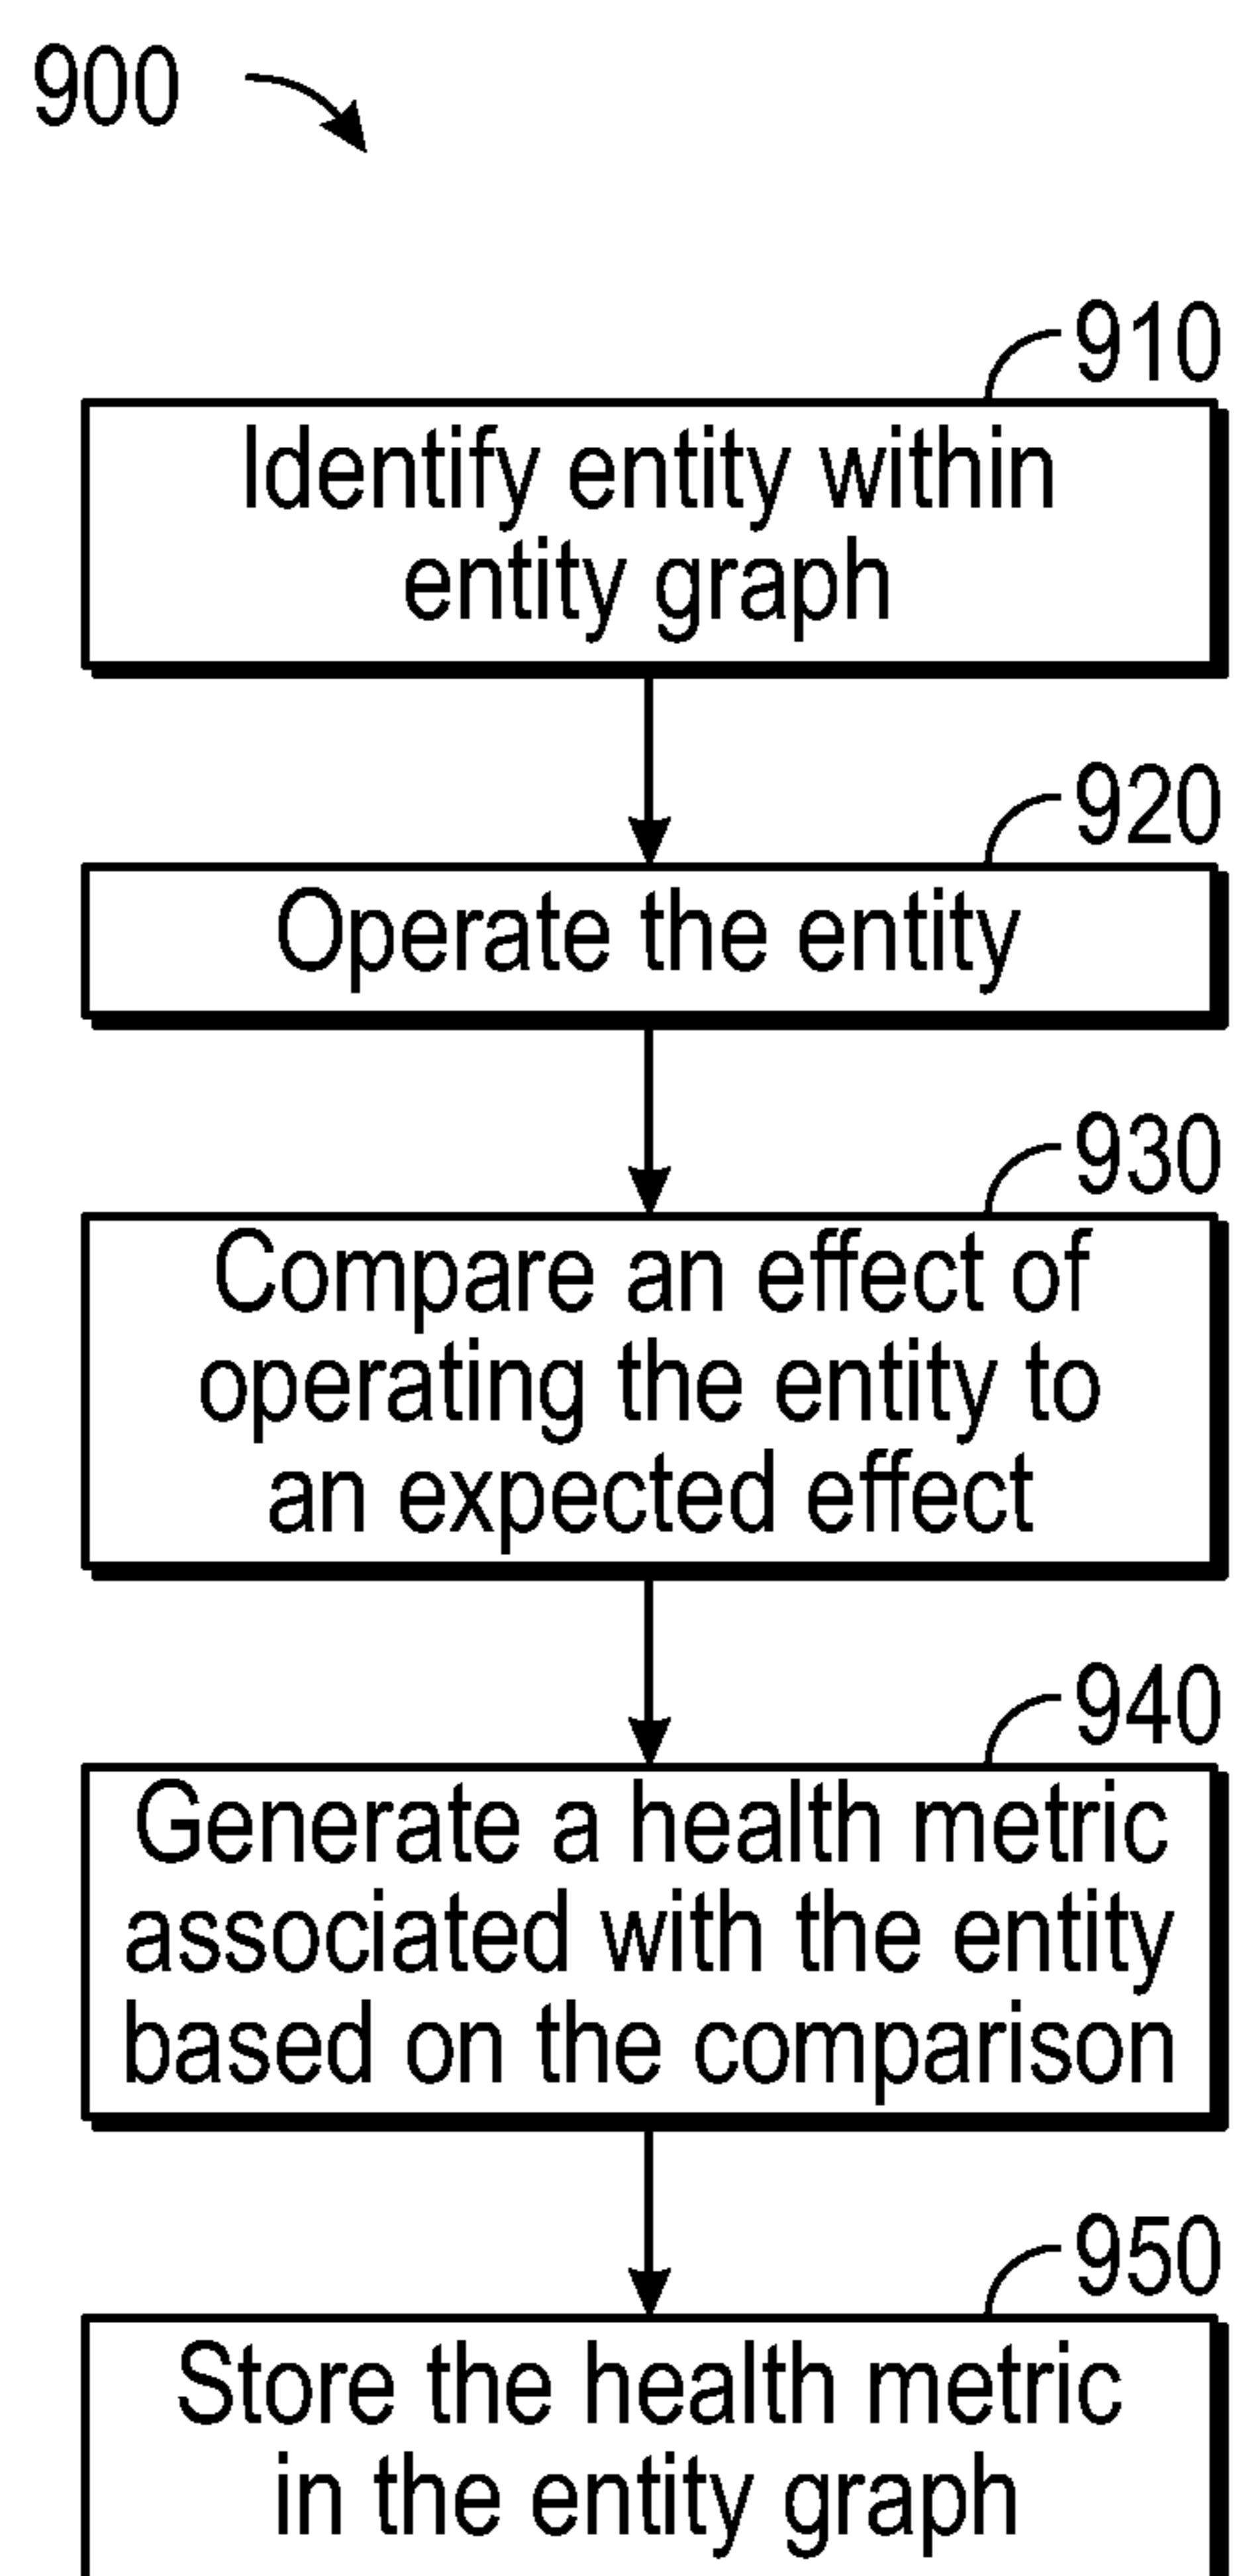 900
910
Identify entity within
entity graph
920
Operate the entity
930
Compare an effect of
operating the entity to
an expected effect
940
Generate a health metric
associated with the entity
based on the comparison
950
Store the health metric
in the entity graph